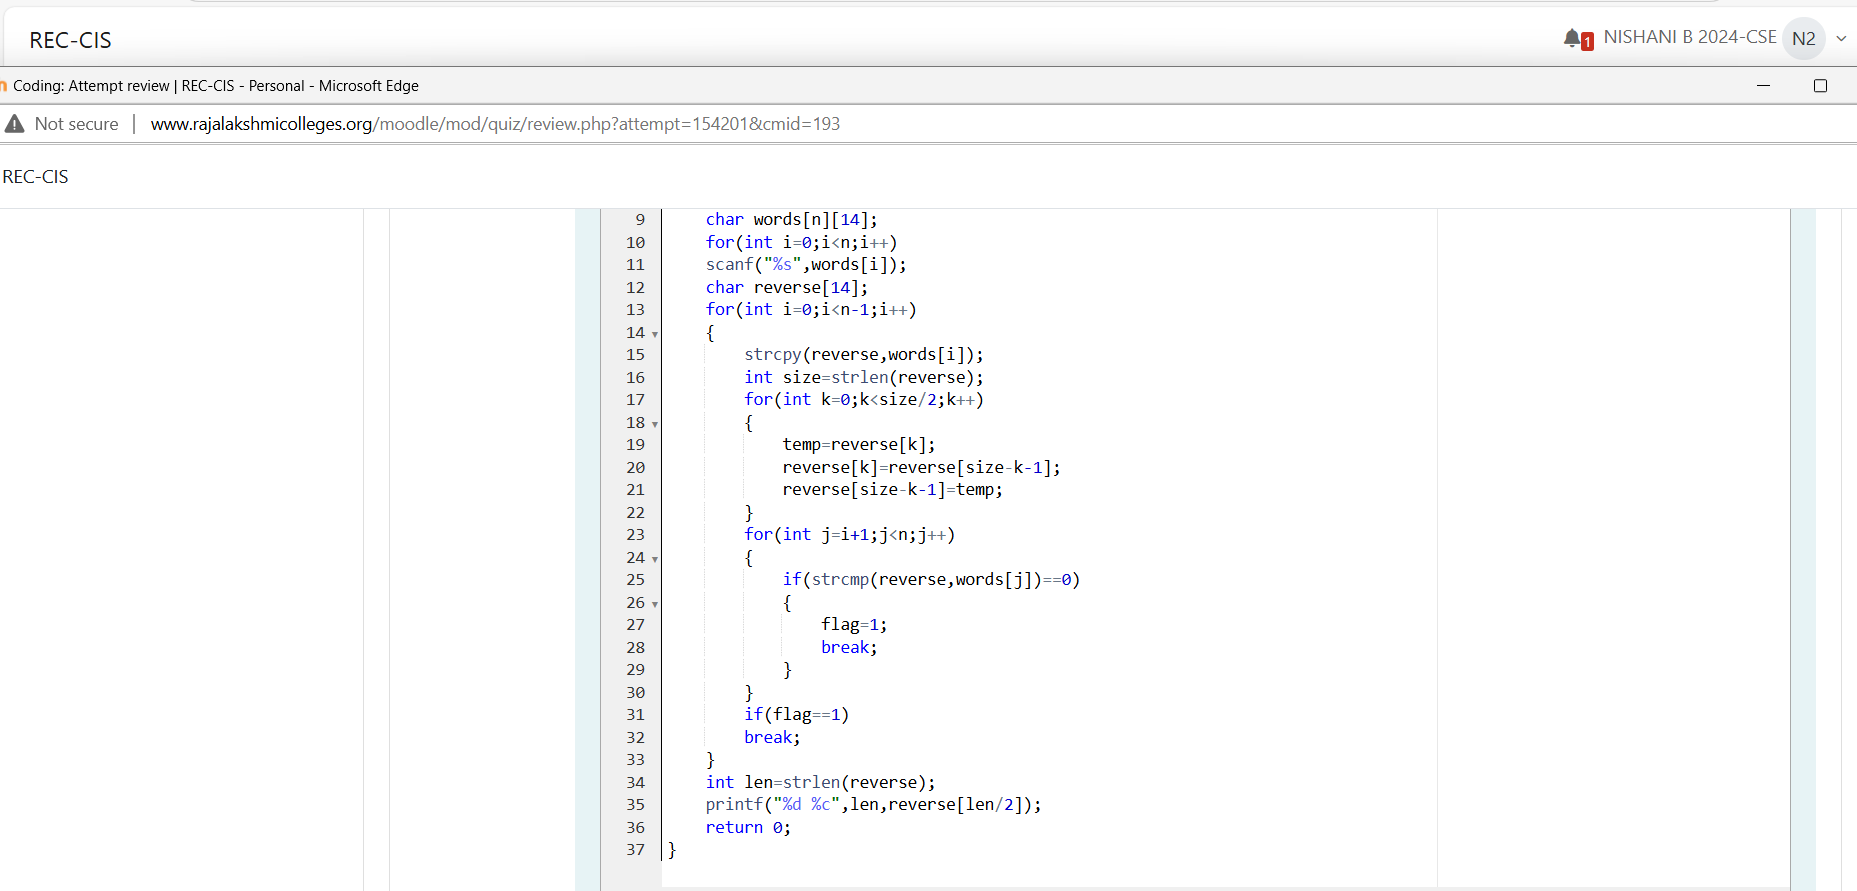 REC-CIS
1 NISHANI B 2024-CSE N2
Coding: Attempt review | REC-CIS - Personal - Microsoft Edge
Not secure | www.rajalakshmicolleges.org/moodle/mod/quiz/review.php?attempt=154201&cmid=193
REC-CIS
9 char words[n][14];
10 for(int i=0;i<n;i++)
11 scanf("%s",words[i]);
12 char reverse[14];
13 for(int i=0;i<n-1;i++)
14 {
15 strcpy(reverse,words[i]);
16 int size=strlen(reverse);
17 for(int k=0;k<size/2;k++)
18 {
19 temp=reverse[k];
20 reverse[k]=reverse[size-k-1];
21 reverse[size-k-1]=temp;
22 }
23 for(int j=i+1;j<n;j++)
24 {
25 if(strcmp(reverse,words[j])==0)
26 {
27 flag=1;
28 break;
29 }
30 }
31 if(flag==1)
32 break;
33 }
34 int len=strlen(reverse);
35 printf("%d %c",len,reverse[len/2]);
36 return 0;
37 }